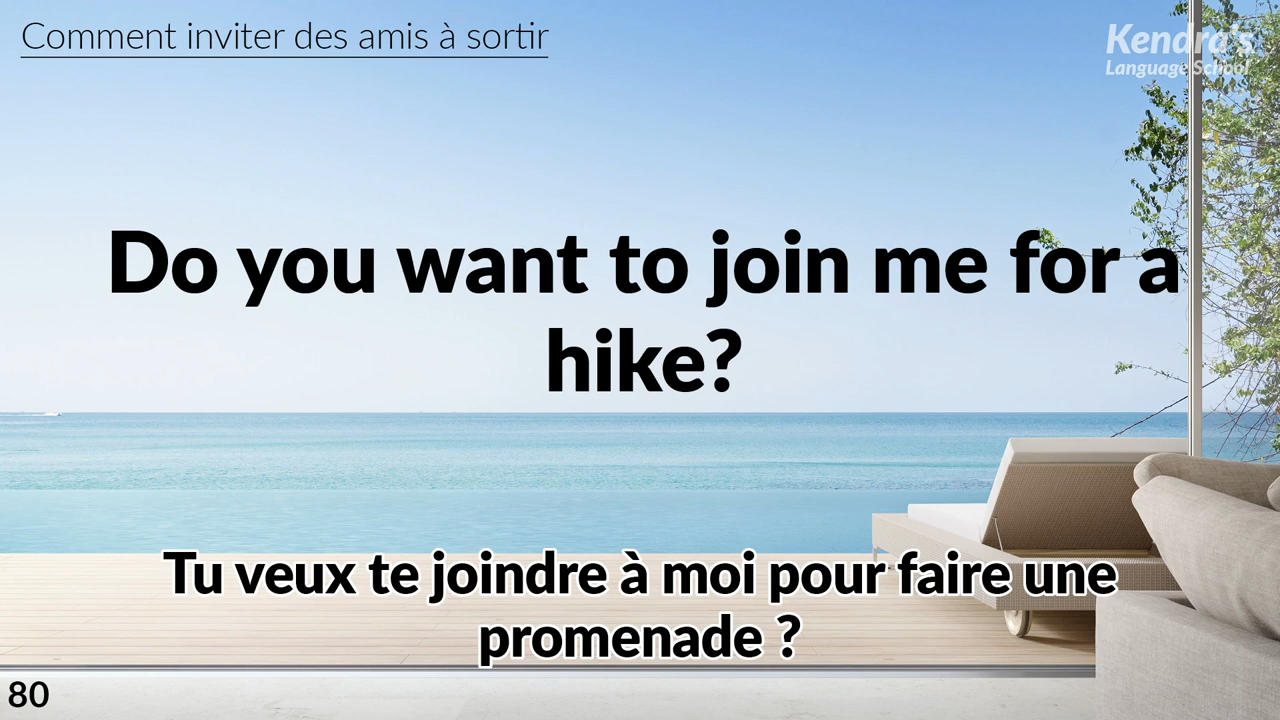 Comment inviter des amis à sortir
Kendra's
Language School
Do you want to join me for a
hike?
Tu veux te joindre à moi pour faire une
promenade ?
80